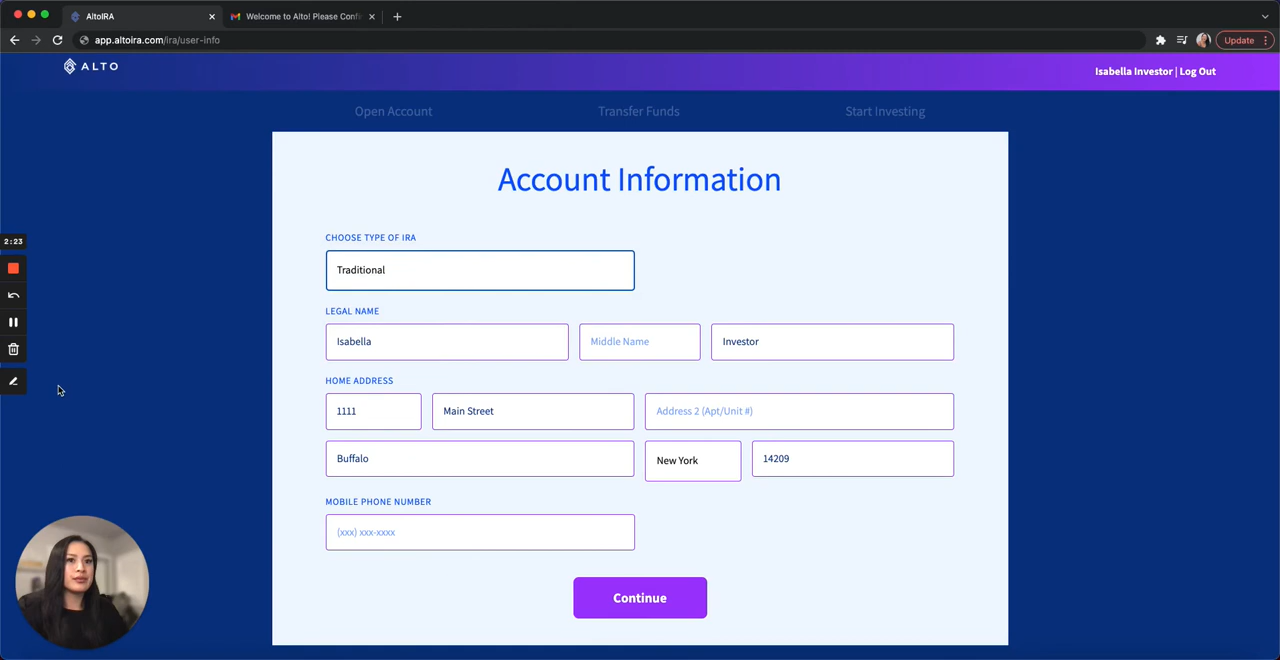 AltoIRA
Welcome to Alto! Please Confi
app.altoira.com/ira/user-info
Update
ALTO
Isabella Investor | Log Out
Open Account
Transfer Funds
Start Investing
Account Information
CHOOSE TYPE OF IRA
Traditional
LEGAL NAME
Isabella
Middle Name
Investor
HOME ADDRESS
1111
Main Street
Address 2 (Apt/Unit #)
Buffalo
New York
14209
MOBILE PHONE NUMBER
(xxx) xxx-xxxx
Continue
2:23